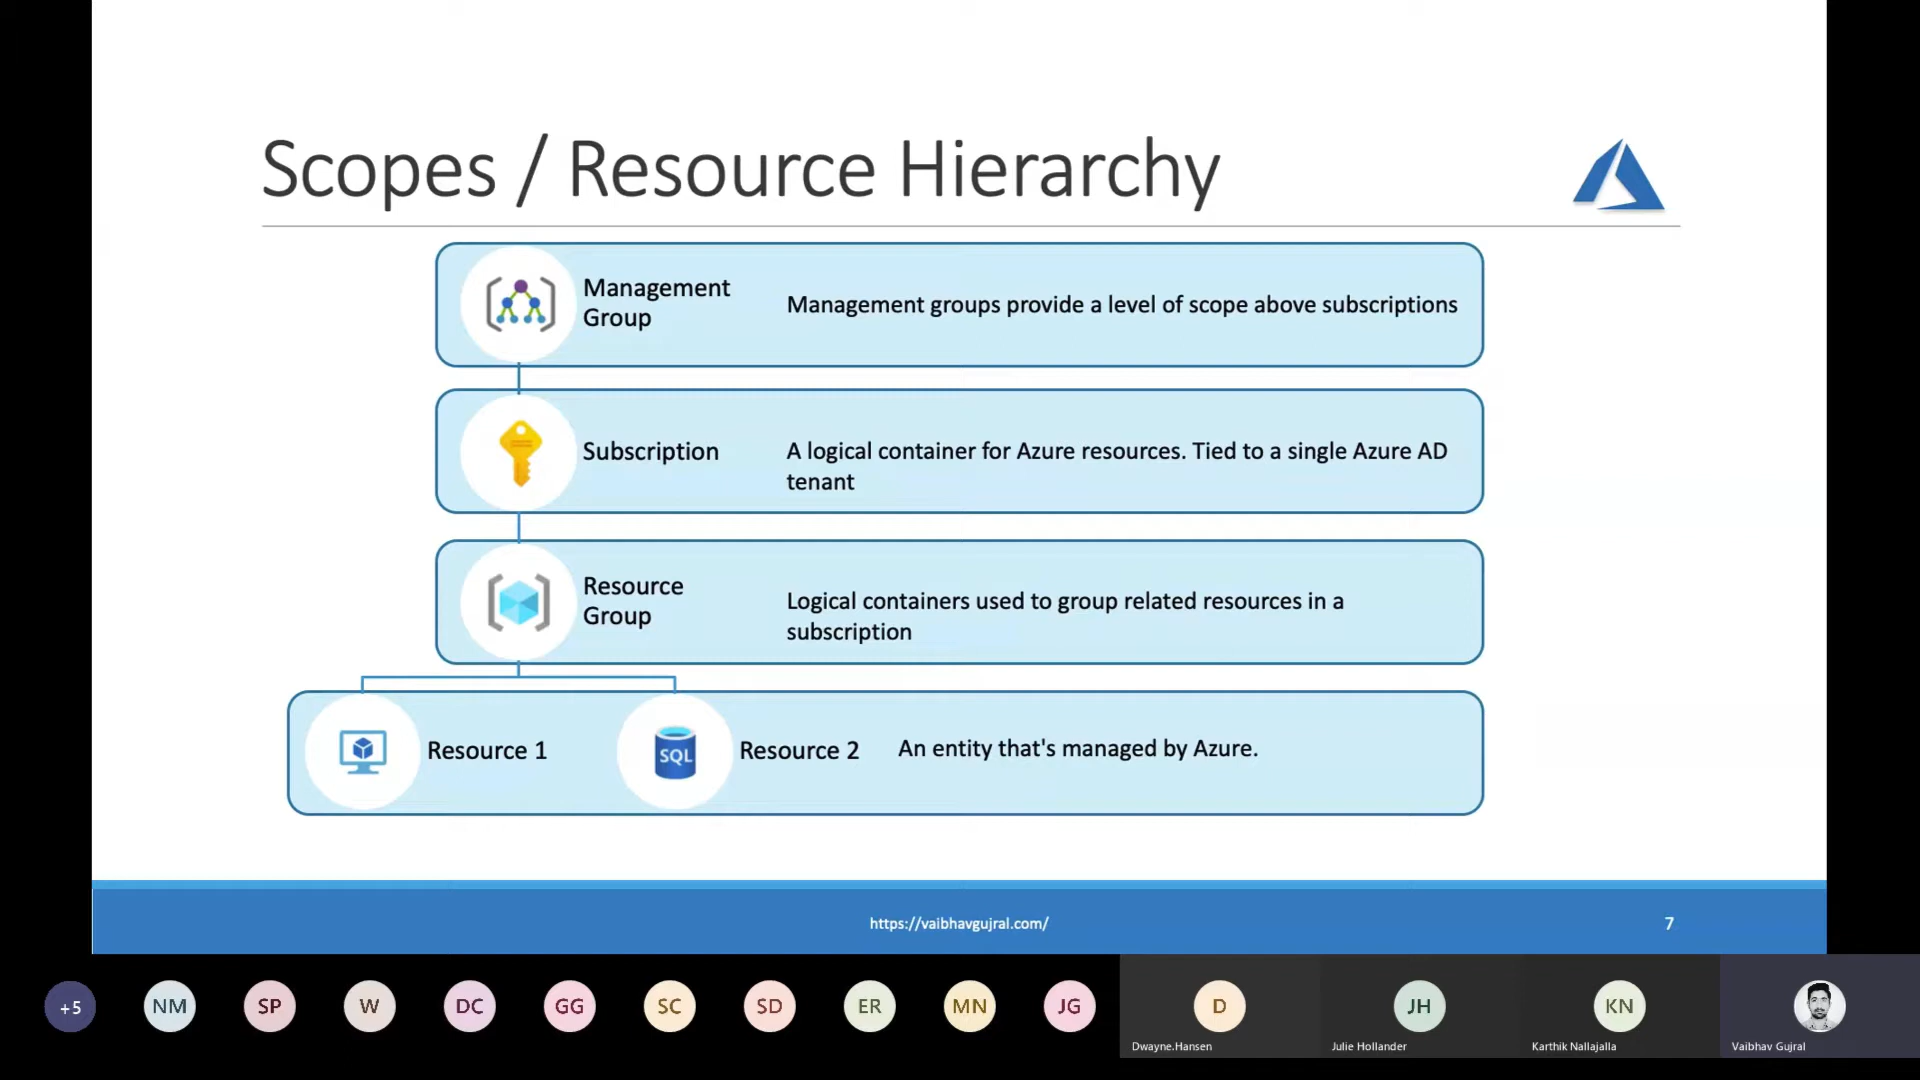 Scopes / Resource Hierarchy
Management
Group
Management groups provide a level of scope above subscriptions
Subscription
A logical container for Azure resources. Tied to a single Azure AD
tenant
Resource
Group
Logical containers used to group related resources in a
subscription
Resource 1
SQL
Resource 2
An entity that's managed by Azure.
https://vaibhavgujral.com/
7
+5
NM
SP
W
DC
GG
SC
SD
ER
MN
JG
D
JH
KN
Dwayne.Hansen
Julie Hollander
Karthik Nallajalla
Vaibhav Gujral